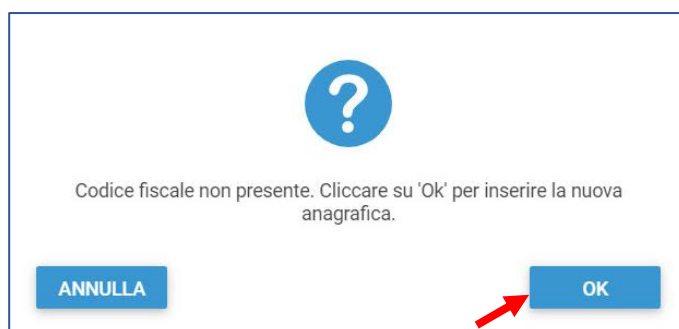 ?
Codice fiscale non presente. Cliccare su 'Ok' per inserire la nuova
anagrafica.
ANNULLA
OK